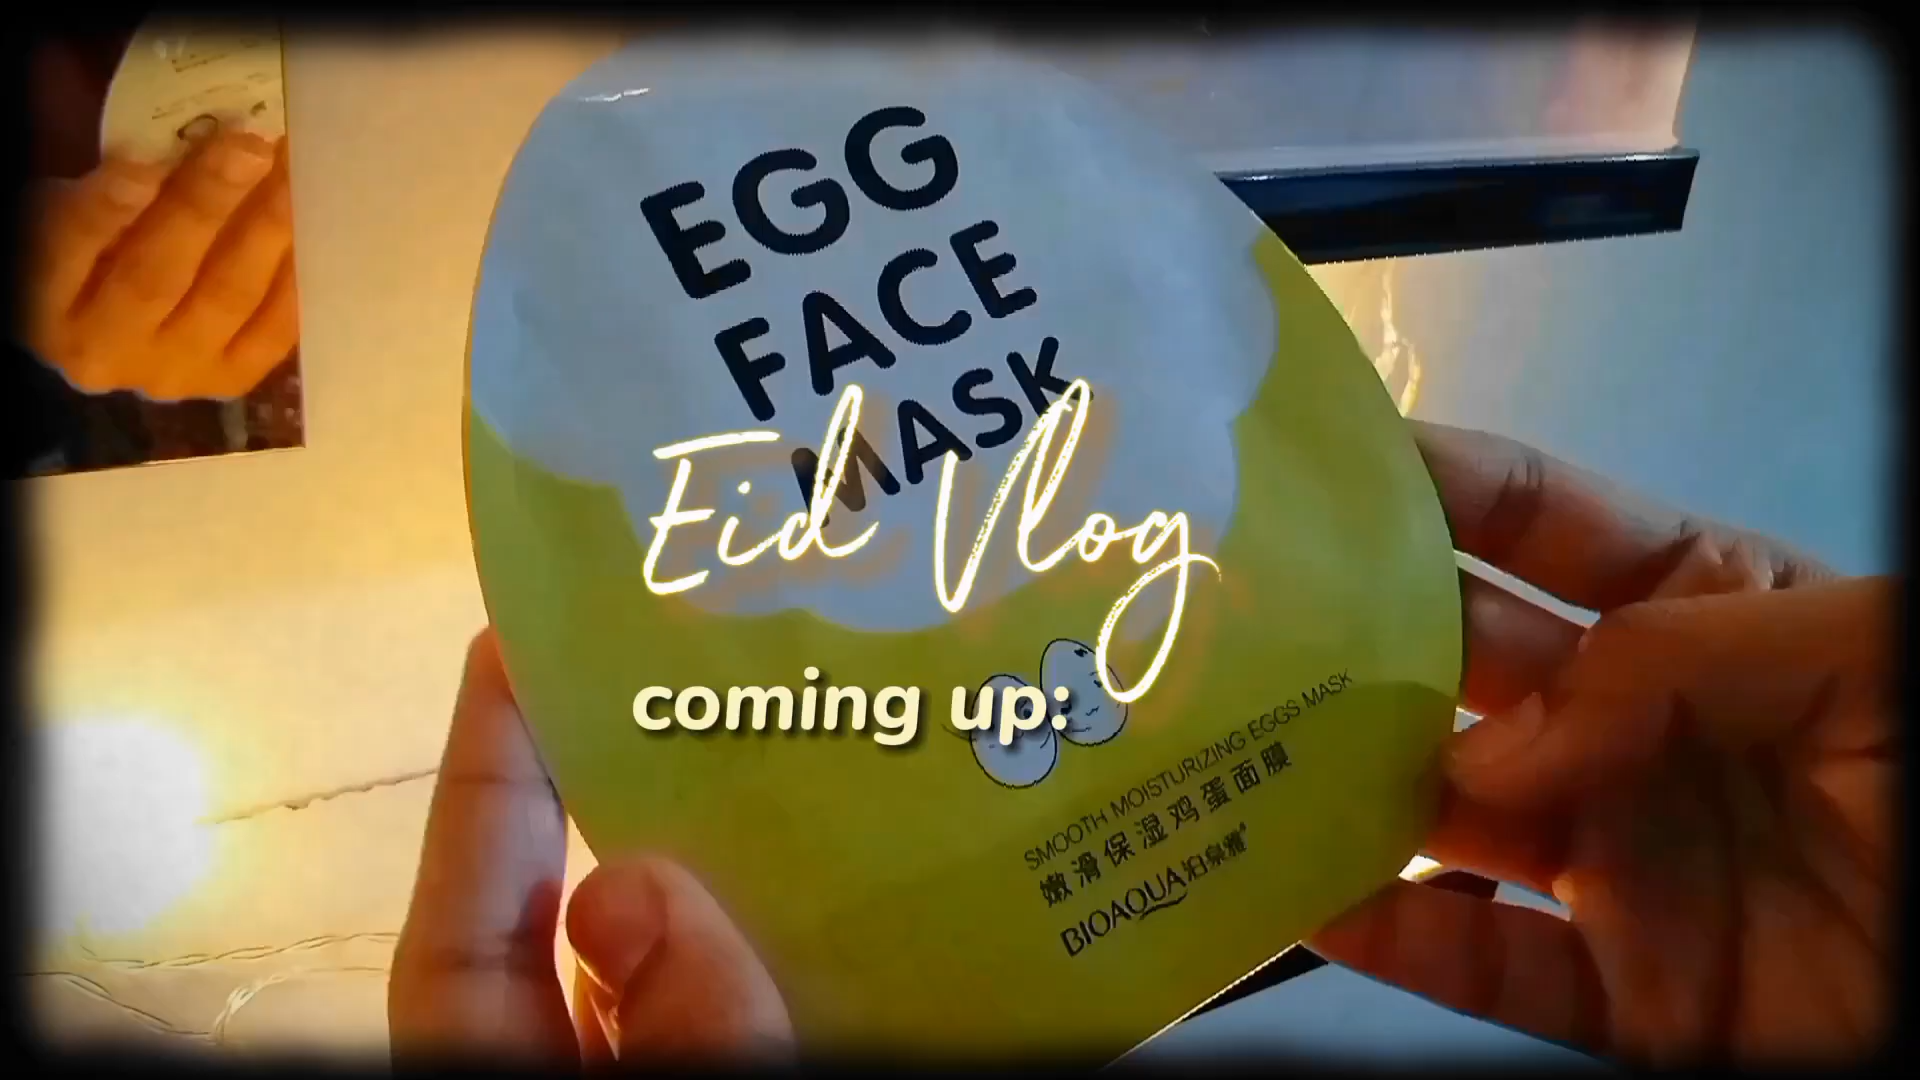 EGG
FACE
MASK
Eid Vlog
coming up:
SMOOTH MOISTURIZING EGGS MASK
嫩滑保湿鸡蛋面膜
BIOAQUA泊泉雅®